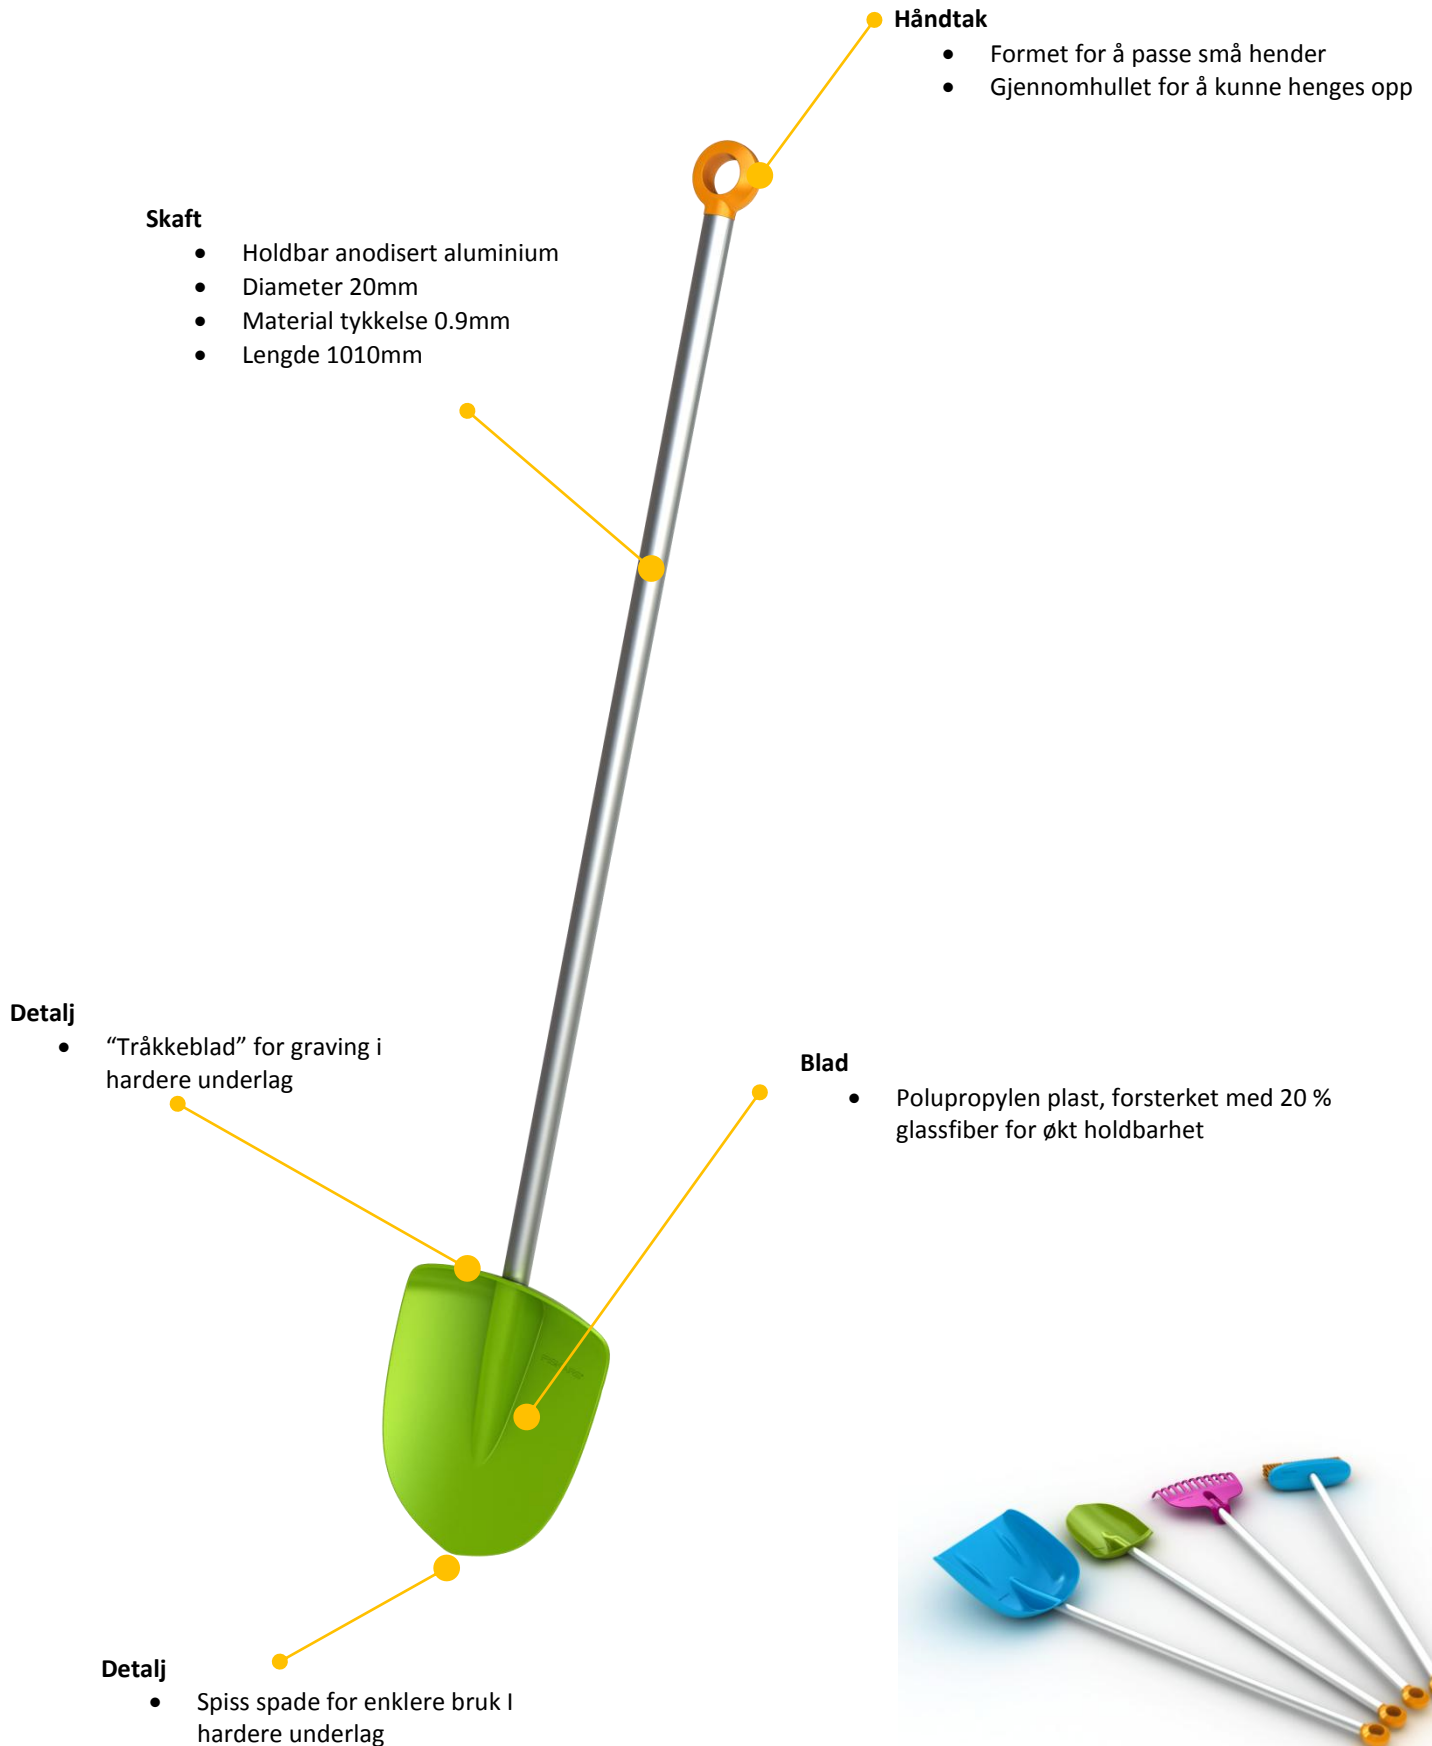 Håndtak
• Formet for å passe små hender
• Gjennomhullet for å kunne henges opp
Skaft
• Holdbar anodisert aluminium
• Diameter 20mm
• Material tykkelse 0.9mm
• Lengde 1010mm
Detalj
• “Tråkkeblad” for graving i
hardere underlag
Blad
• Polupropylen plast, forsterket med 20 %
glassfiber for økt holdbarhet
Detalj
• Spiss spade for enklere bruk I
hardere underlag